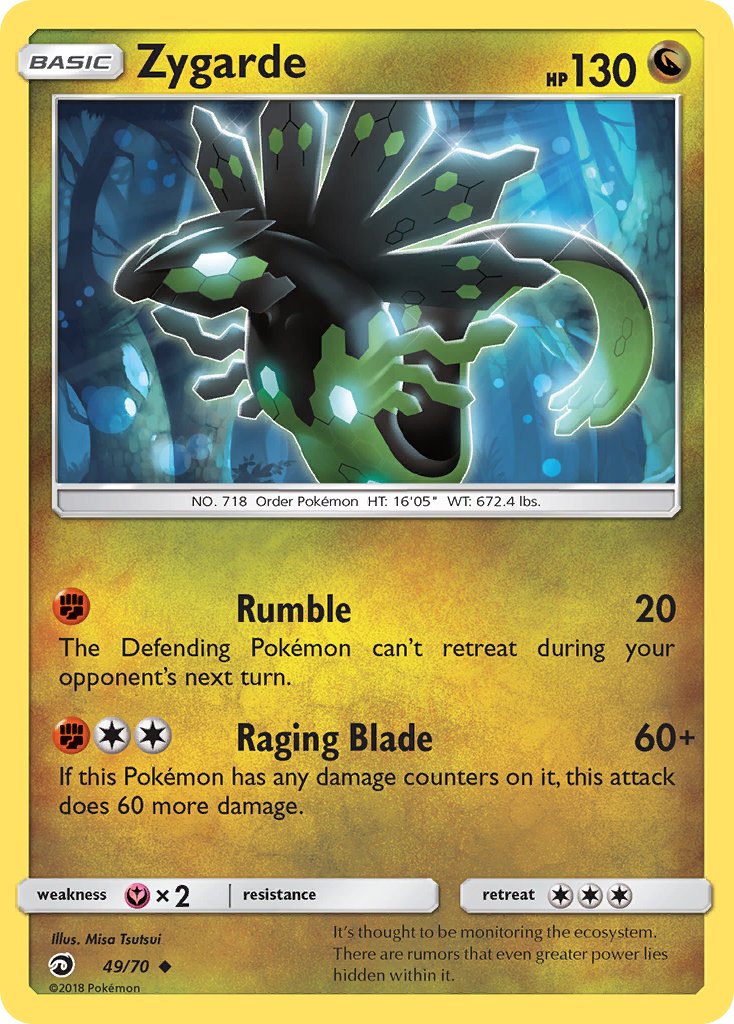 BASIC Zygarde HP 130
NO. 718 Order Pokémon HT: 16'05" WT: 672.4 lbs.
Rumble 20
The Defending Pokémon can't retreat during your
opponent's next turn.
Raging Blade 60+
If this Pokémon has any damage counters on it, this attack
does 60 more damage.
weakness × 2 resistance retreat
Illus. Misa Tsutsui
49/70
©2018 Pokémon
It's thought to be monitoring the ecosystem.
There are rumors that even greater power lies
hidden within it.